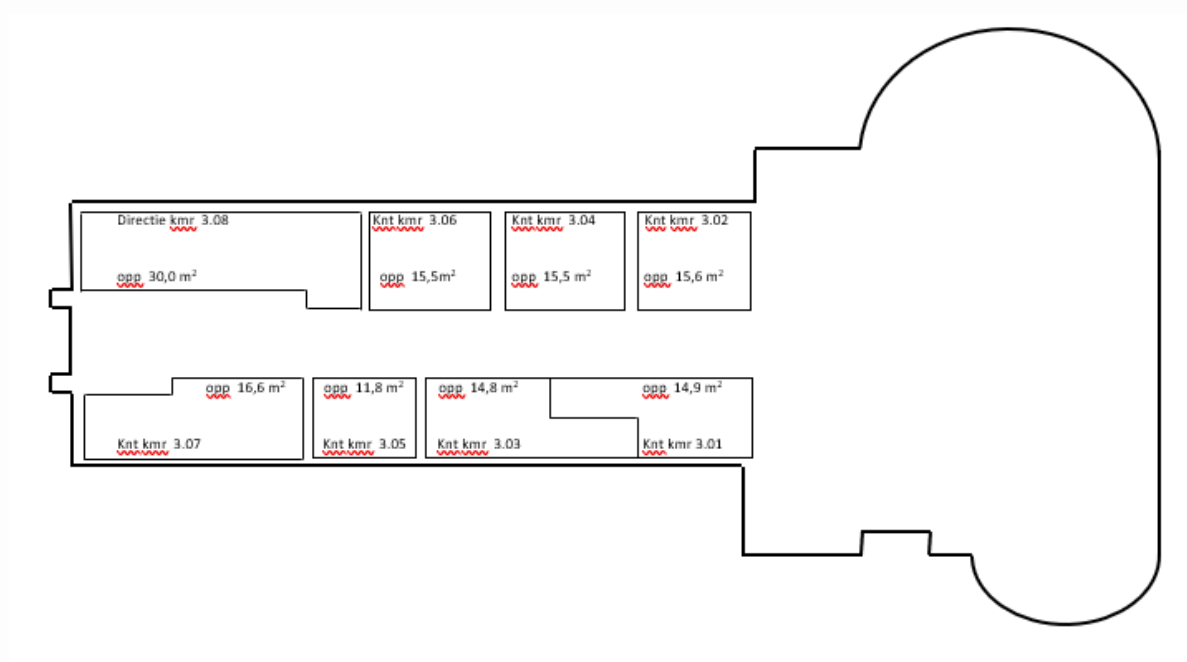 Directie kmr 3.08
opp 30,0 m²
Knt kmr 3.06
opp 15,5m²
Knt kmr 3.04
opp 15,5 m²
Knt kmr 3.02
opp 15,6 m²
opp 16,6 m²
Knt kmr 3.07
opp 11,8 m²
Knt kmr 3.05
opp 14,8 m²
Knt kmr 3.03
opp 14,9 m²
Knt kmr 3.01